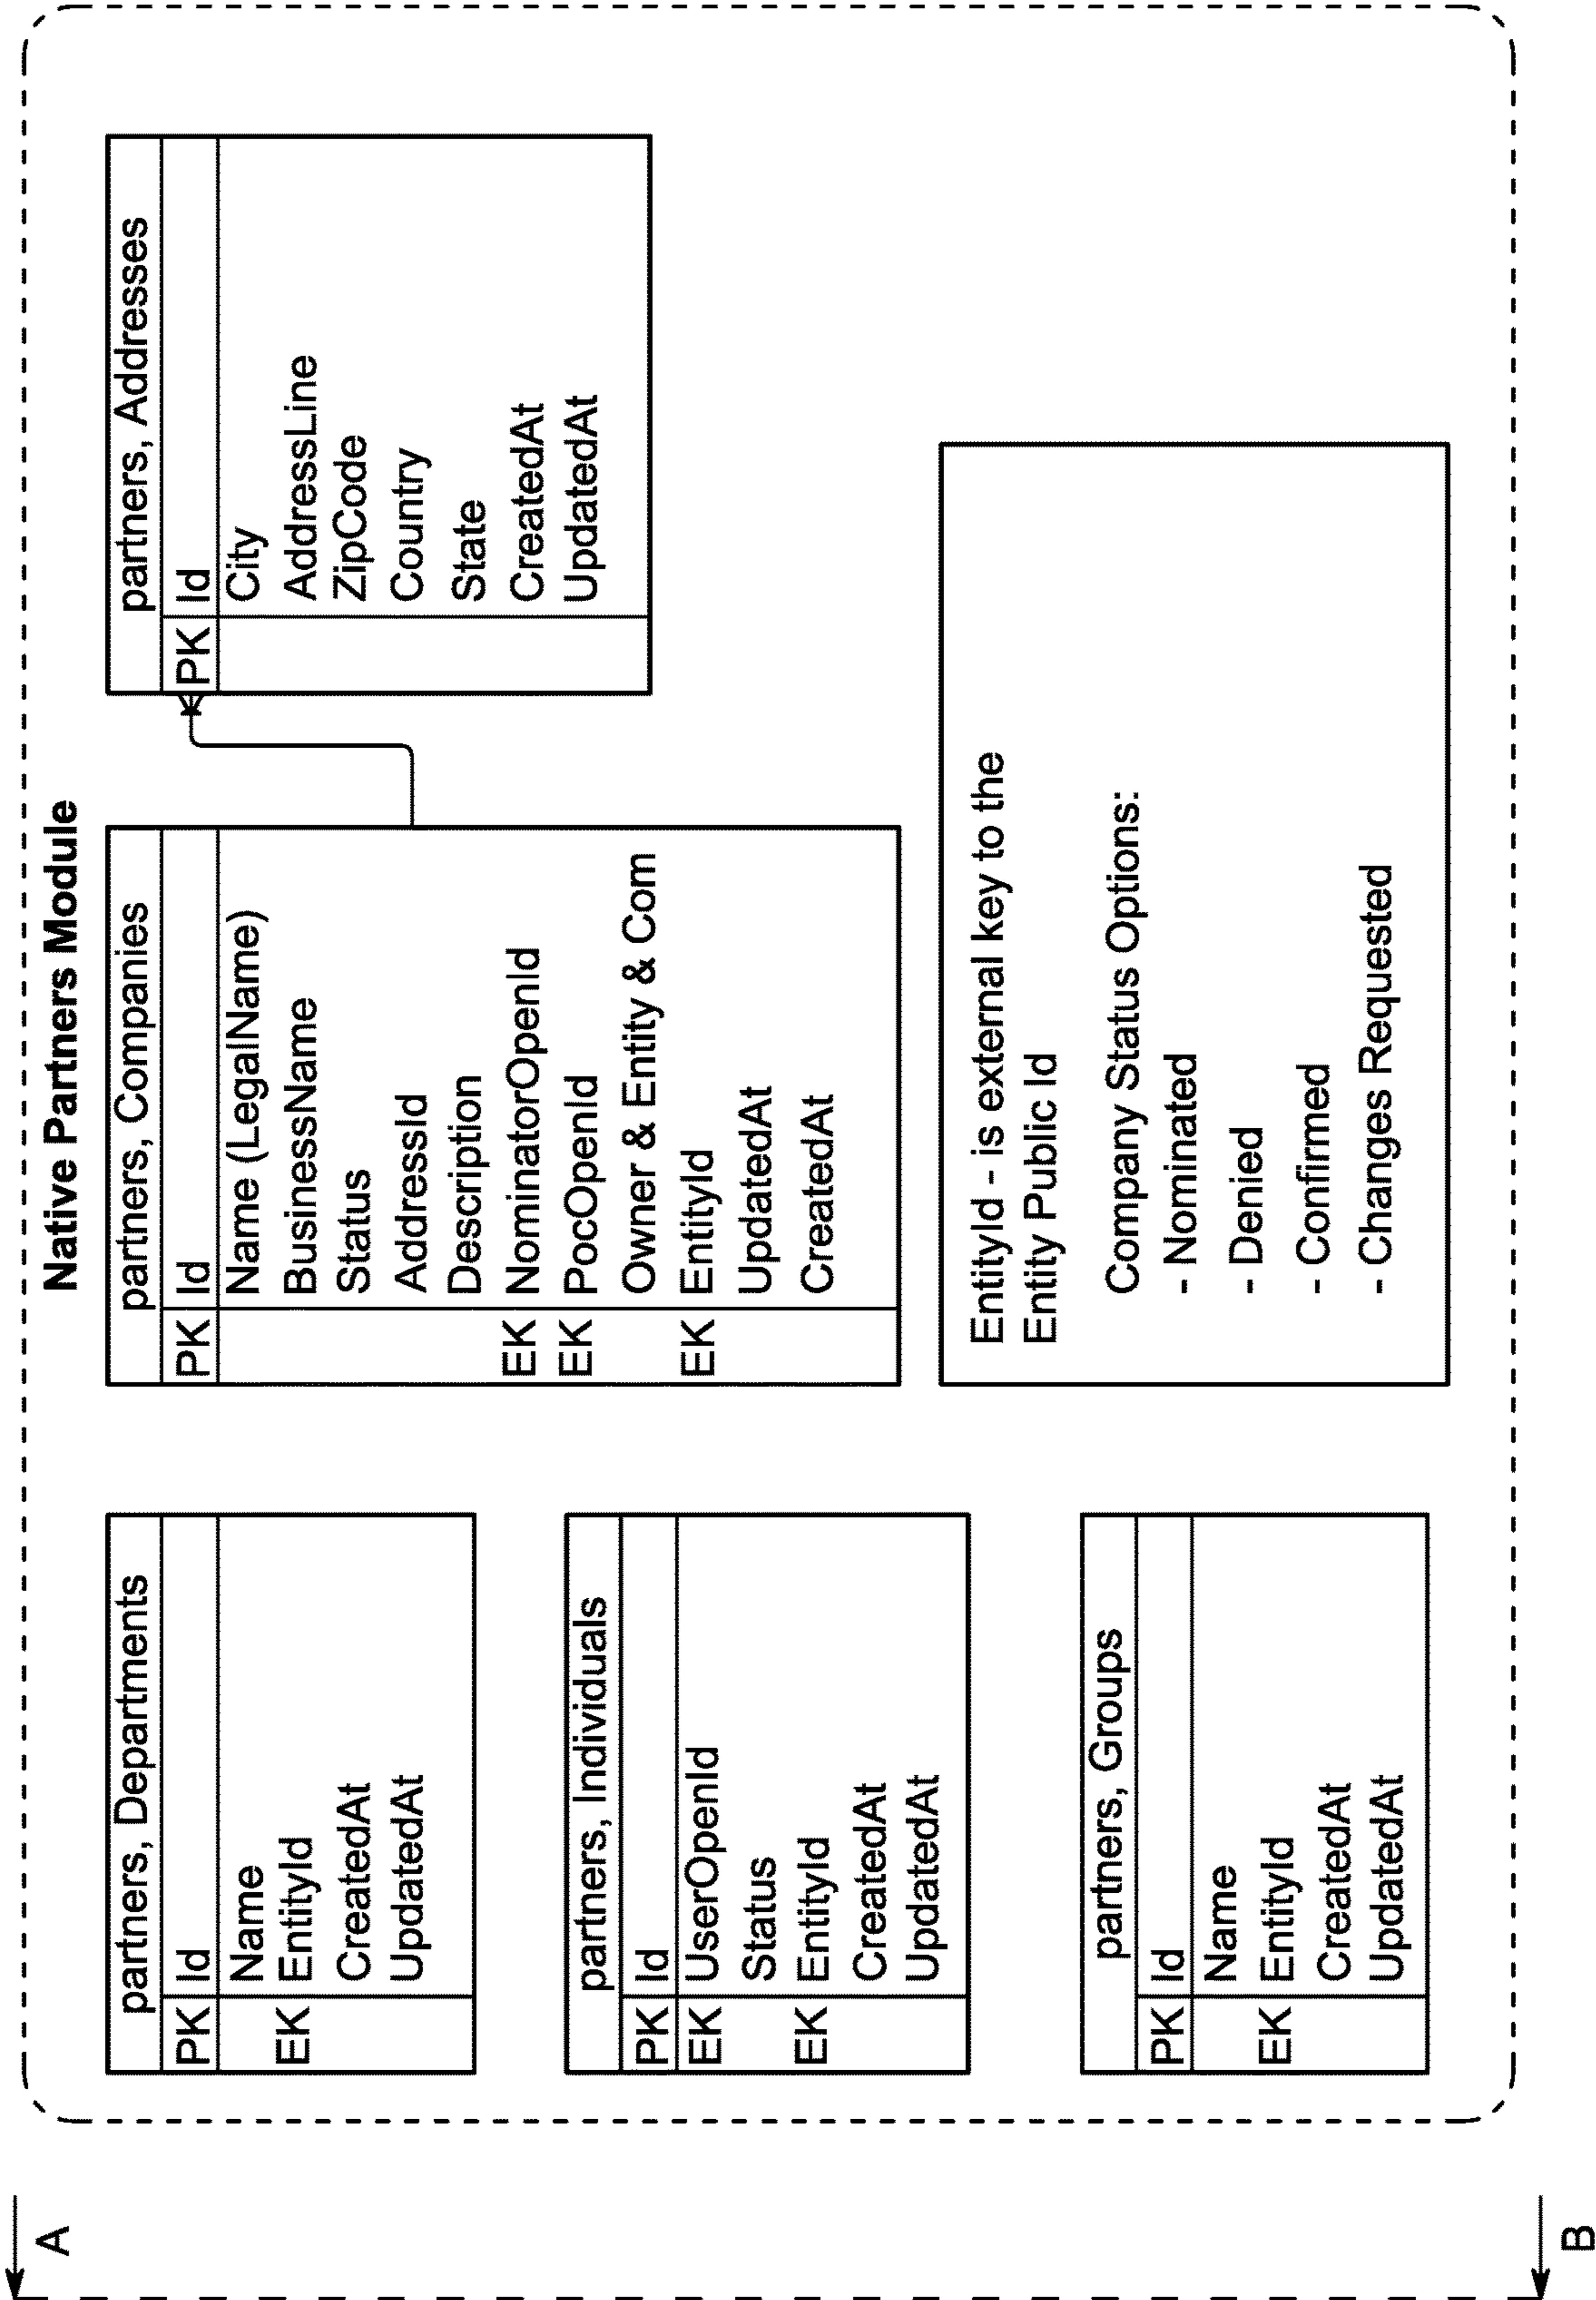 Native Partners Module
partners, Departments
PK Id
Name
EK EntityId
CreatedAt
UpdatedAt
partners, Individuals
PK Id
EK UserOpenId
Status
EK EntityId
CreatedAt
UpdatedAt
partners, Groups
PK Id
Name
EK EntityId
CreatedAt
UpdatedAt
partners, Companies
PK Id
Name (LegalName)
BusinessName
Status
AddressId
Description
EK NominatorOpenId
EK PocOpenId
Owner & Entity & Com
EK EntityId
UpdatedAt
CreatedAt
EntityId - is external key to the
Entity Public Id
Company Status Options:
- Nominated
- Denied
- Confirmed
- Changes Requested
partners, Addresses
PK Id
City
AddressLine
ZipCode
Country
State
CreatedAt
UpdatedAt
A
B